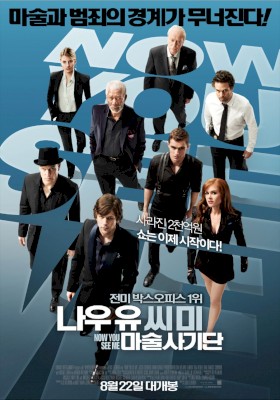 마술과 범죄의 경계가 무너진다!
NOW
YOU
SEE
ME
사라진 2천억원
쇼는 이제 시작이다!
전미 박스오피스 1위
나우유씨미
NOW YOU
SEE ME
마술사기단
8월 22일 대개봉